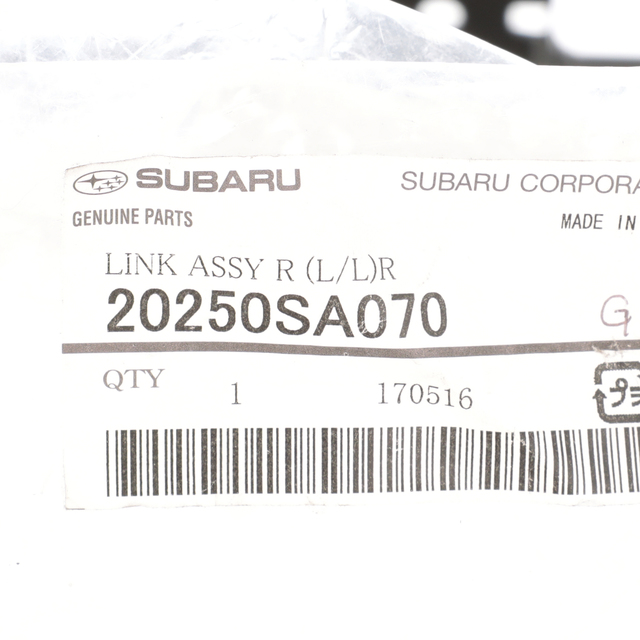 SUBARU SUBARU CORPORA
GENUINE PARTS MADE IN
LINK ASSY R (L/L)R
20250SA070 G
QTY 1 170516
プラ